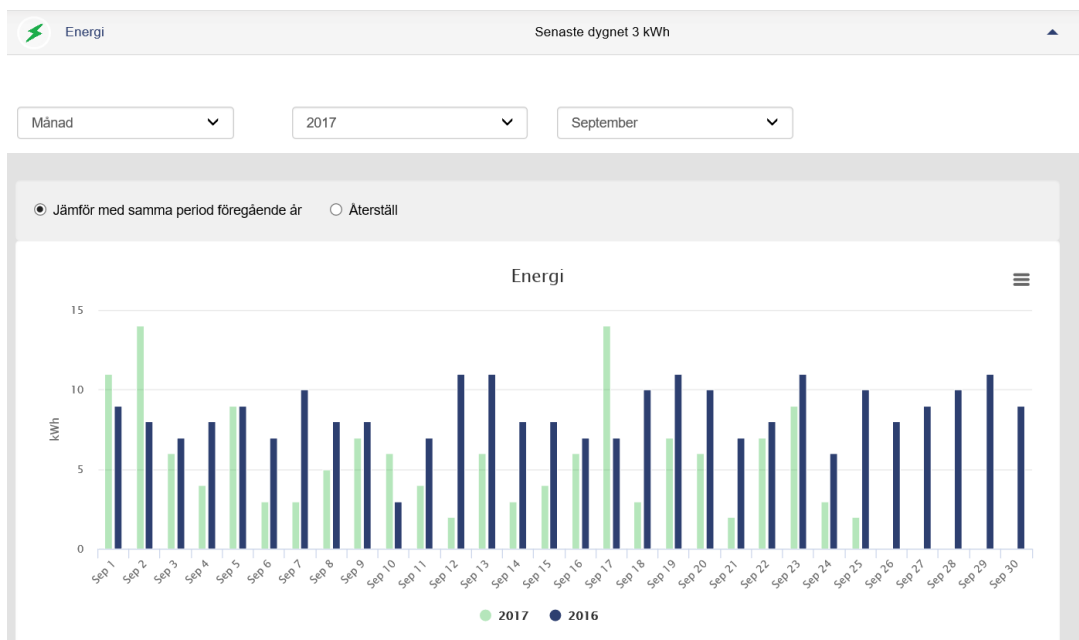 Energi Senaste dygnet 3 kWh
Månad 2017 September
Jämför med samma period föregående år Återställ
Energi
15
10
5
0
kWh
Sep 1 Sep 2 Sep 3 Sep 4 Sep 5 Sep 6 Sep 7 Sep 8 Sep 9 Sep 10 Sep 11 Sep 12 Sep 13 Sep 14 Sep 15 Sep 16 Sep 17 Sep 18 Sep 19 Sep 20 Sep 21 Sep 22 Sep 23 Sep 24 Sep 25 Sep 26 Sep 27 Sep 28 Sep 29 Sep 30
2017 2016